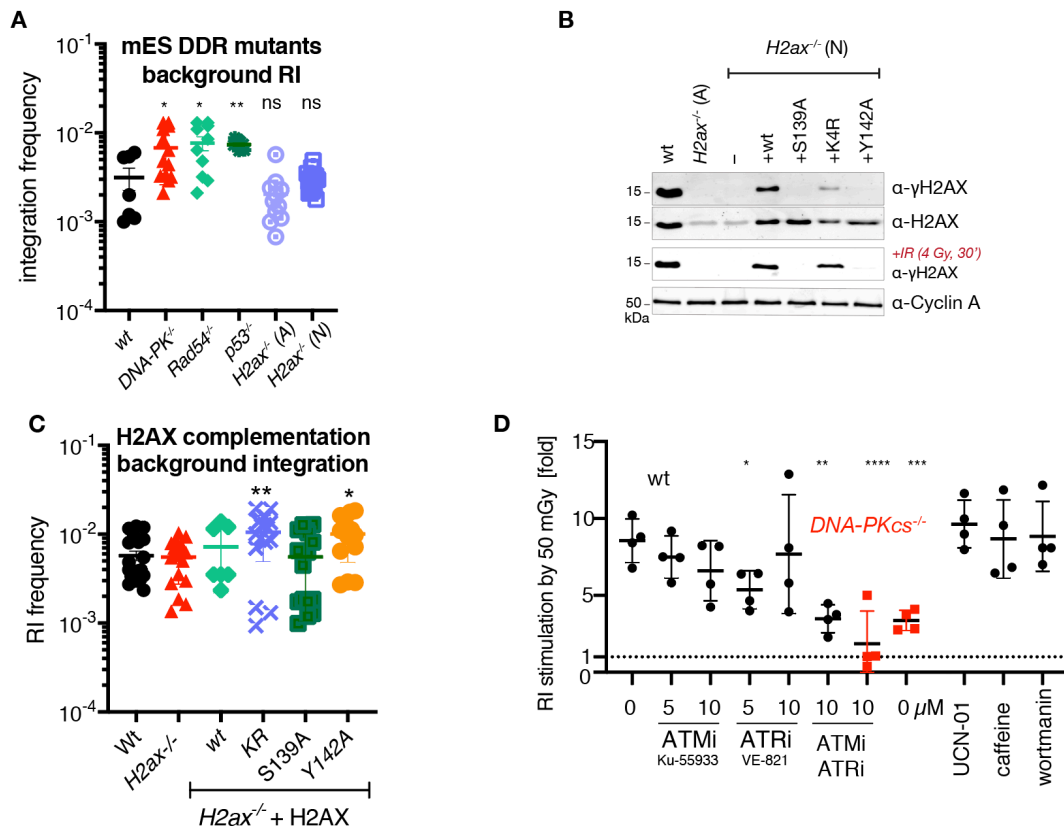 A
mES DDR mutants
background RI
integration frequency
10⁻¹
10⁻²
10⁻³
10⁻⁴
* * ** ns ns
wt
DNA-PK⁻/⁻
Rad54⁻/⁻
p53⁻/⁻
H2ax⁻/⁻ (A)
H2ax⁻/⁻ (N)
B
H2ax⁻/⁻ (N)
wt
H2ax⁻/⁻ (A)
–
+wt
+S139A
+K4R
+Y142A
15 – α-γH2AX
15 – α-H2AX
+IR (4 Gy, 30')
15 – α-γH2AX
50 – α-Cyclin A
kDa
C
H2AX complementation
background integration
RI frequency
10⁻¹
10⁻²
10⁻³
10⁻⁴
** *
Wt
H2ax-/-
wt
KR
S139A
Y142A
H2ax⁻/⁻ + H2AX
D
RI stimulation by 50 mGy [fold]
15
10
5
1
0
wt
* ** **** ***
DNA-PKcs⁻/⁻
0 5 10 5 10 10 10 0 µM
ATMi
Ku-55933
ATRi
VE-821
ATMi
ATRi
UCN-01
caffeine
wortmanin